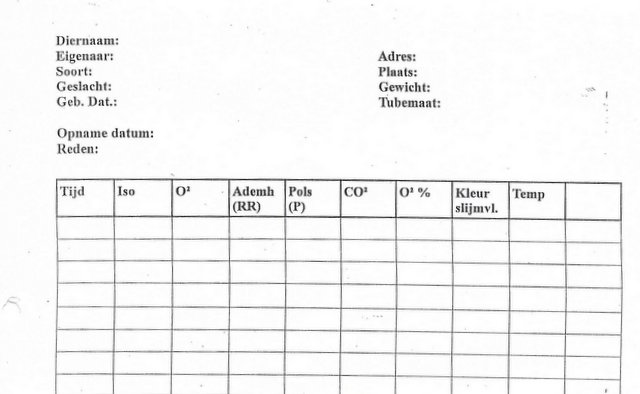 Diernaam:
Eigenaar:
Soort:
Geslacht:
Geb. Dat.:
Adres:
Plaats:
Gewicht:
Tubemaat:
Opname datum:
Reden:
Tijd Iso O² Ademh (RR) Pols (P) CO² O² % Kleur slijmvl. Temp